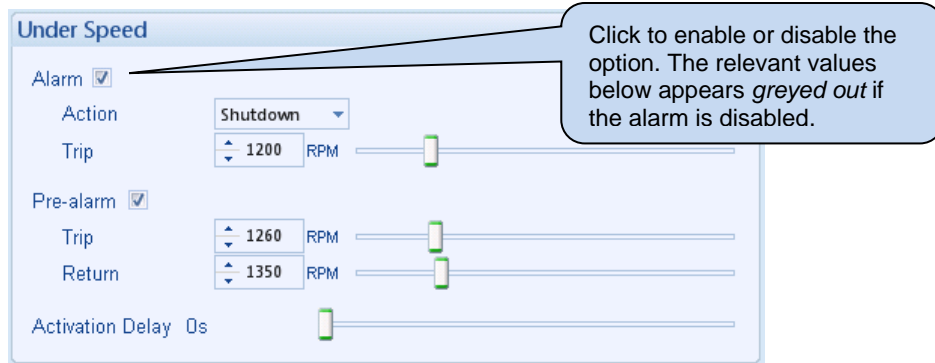 Under Speed
Click to enable or disable the
option. The relevant values
below appears greyed out if
the alarm is disabled.
Alarm
Action Shutdown
Trip 1200 RPM
Pre-alarm
Trip 1260 RPM
Return 1350 RPM
Activation Delay 0s